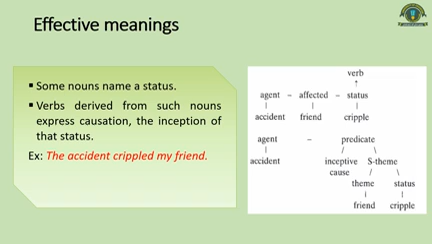 Effective meanings
▪ Some nouns name a status.
▪ Verbs derived from such nouns
express causation, the inception of
that status.
Ex: The accident crippled my friend.
verb
↑
agent – affected – status
accident friend cripple
agent – predicate
accident inceptive S-theme
cause
theme status
friend cripple